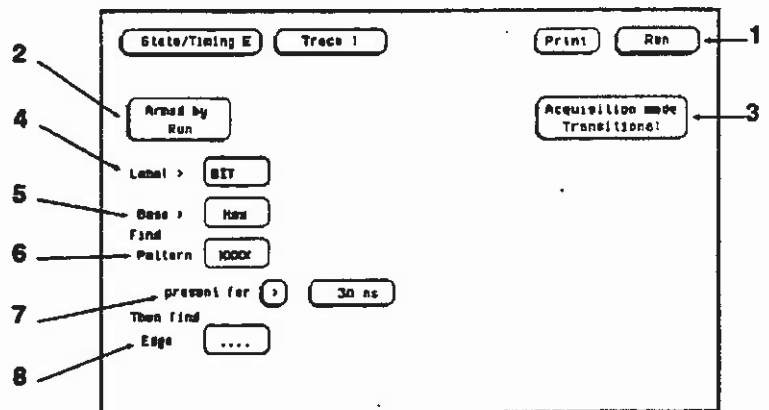 State/Timing E Trace 1 Print Run 1
2
Armed by
Run
Acquisition mode
Transitional
3
4
Label > BIT
5
Base > Hex
Find
6
Pattern XXXX
7
present for > 30 ns
Then find
8
Edge ....